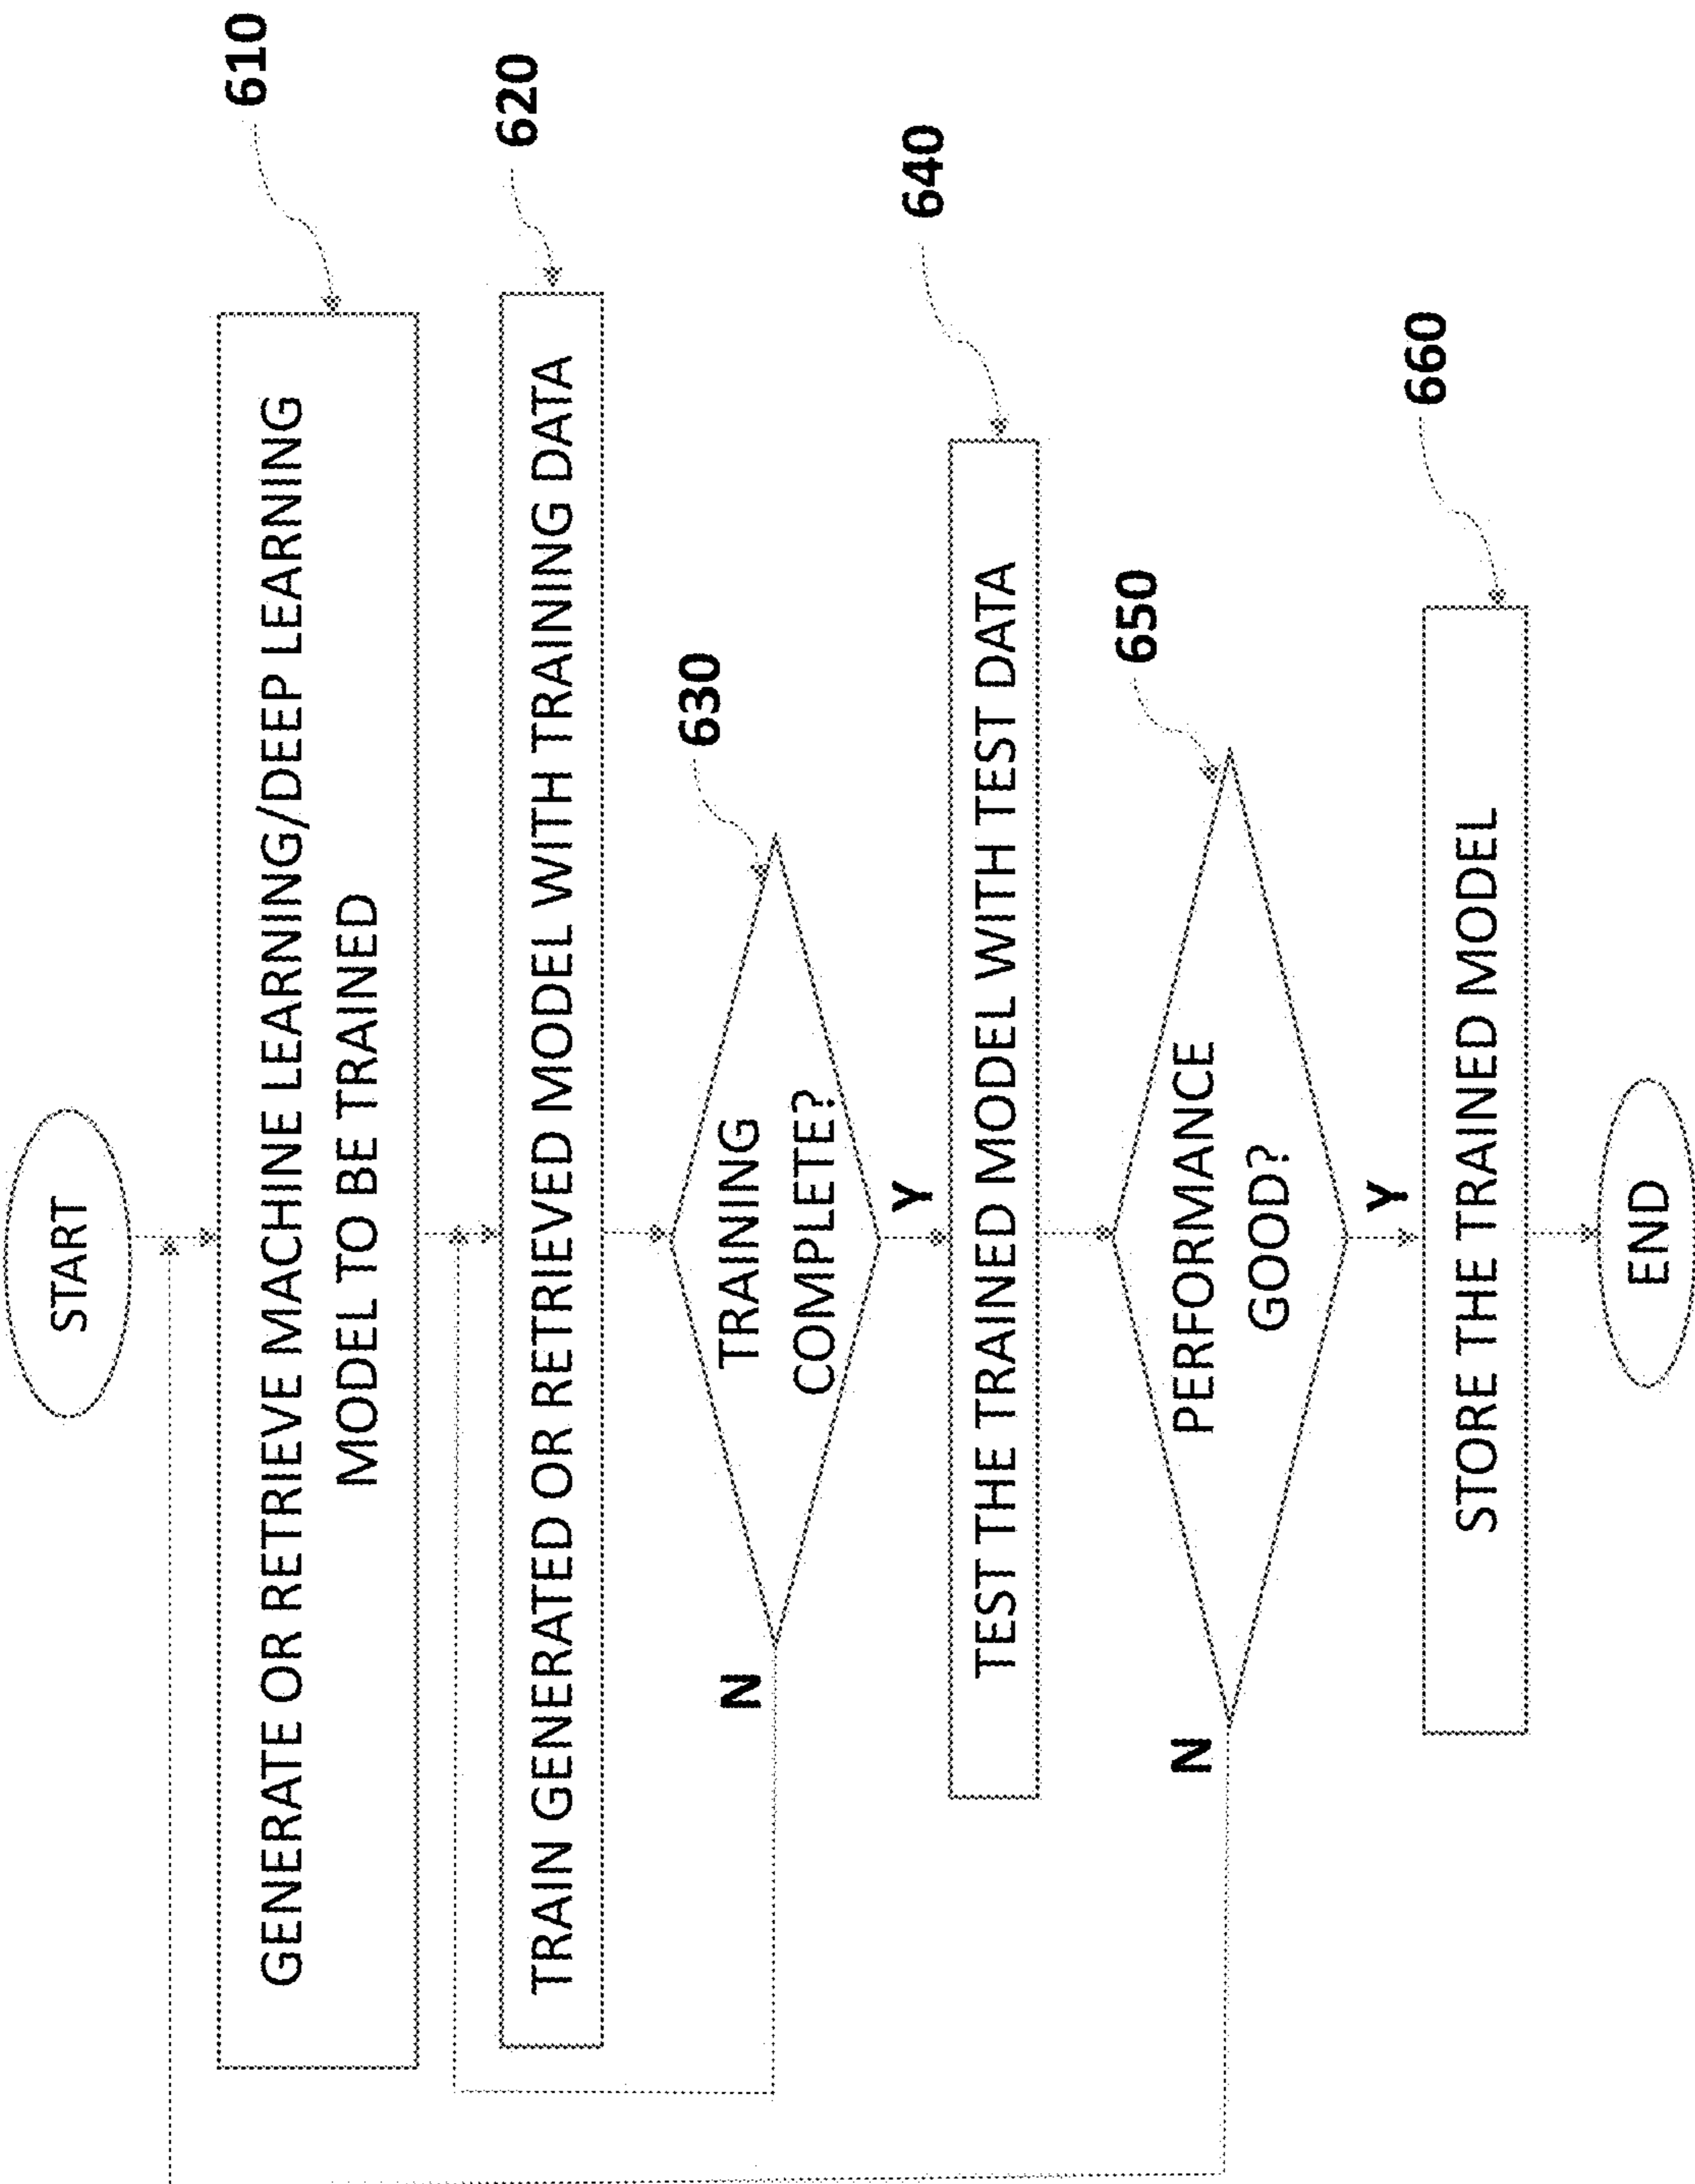 START
610
GENERATE OR RETRIEVE MACHINE LEARNING/DEEP LEARNING
MODEL TO BE TRAINED
620
TRAIN GENERATED OR RETRIEVED MODEL WITH TRAINING DATA
630
TRAINING
COMPLETE?
N
Y
640
TEST THE TRAINED MODEL WITH TEST DATA
650
PERFORMANCE
GOOD?
N
Y
660
STORE THE TRAINED MODEL
END